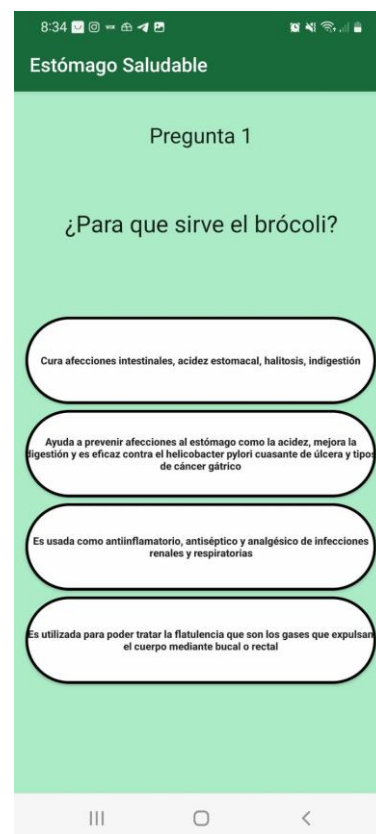 8:34
Estómago Saludable
Pregunta 1
¿Para que sirve el brócoli?
Cura afecciones intestinales, acidez estomacal, halitosis, indigestión
Ayuda a prevenir afecciones al estómago como la acidez, mejora la
digestión y es eficaz contra el helicobacter pylori cuasante de úlcera y tipos
de cáncer gátrico
Es usada como antiinflamatorio, antiséptico y analgésico de infecciones
renales y respiratorias
Es utilizada para poder tratar la flatulencia que son los gases que expulsan
el cuerpo mediante bucal o rectal